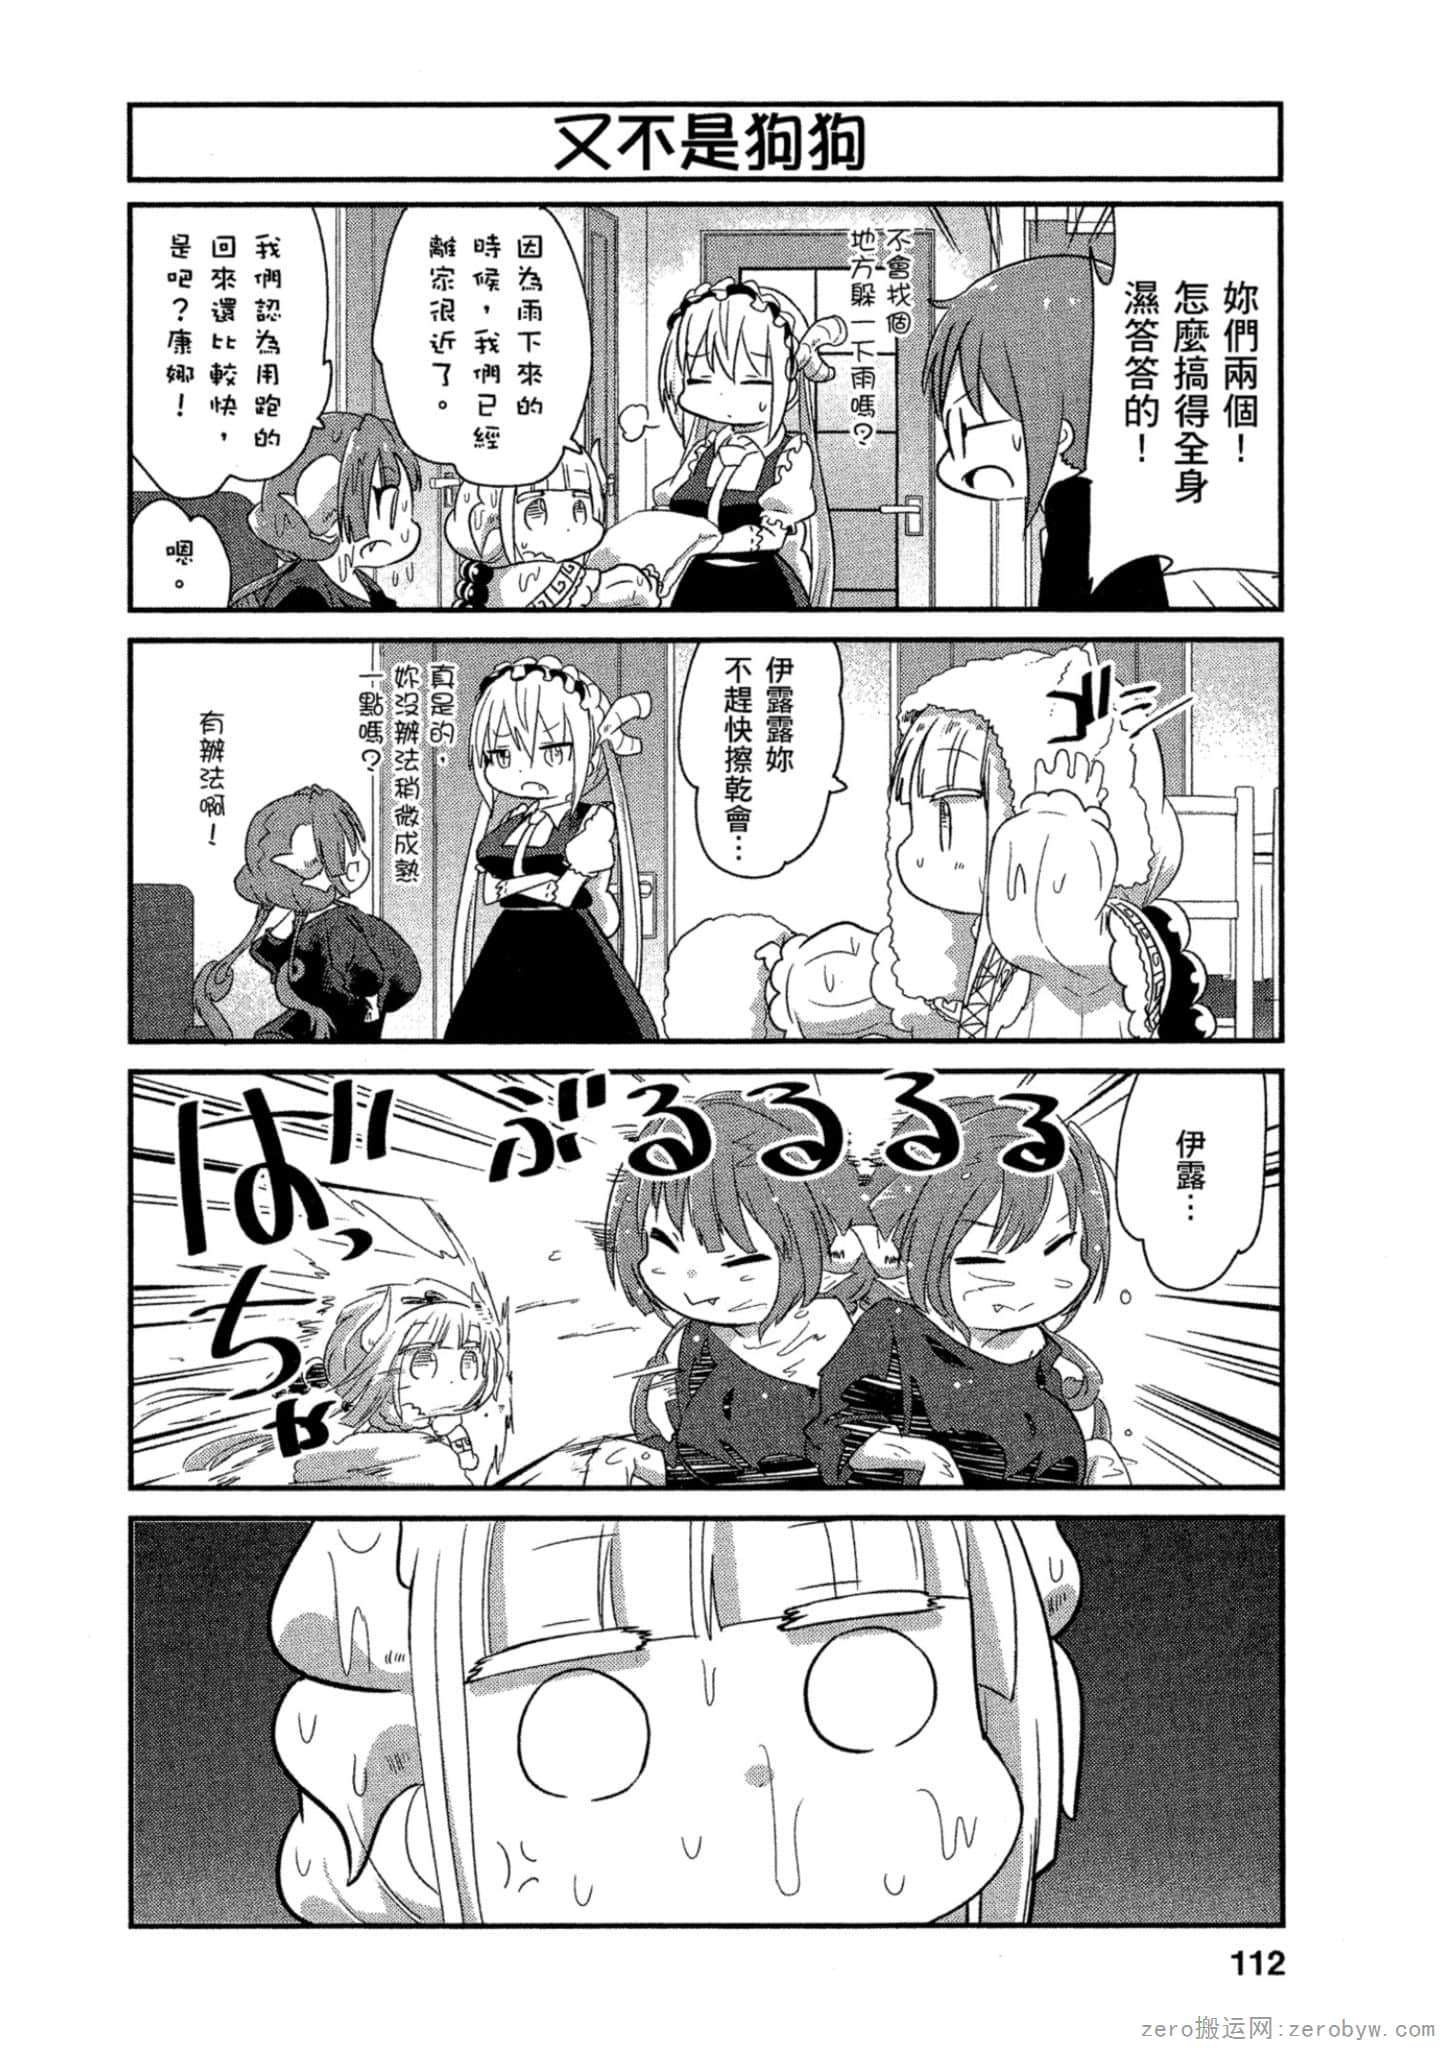 又不是狗狗
妳們兩個！
怎麼搞得全身
濕答答的！
不會找個
地方躲一下雨嗎？
因為雨下來的
時候，我們已經
離家很近了。
我們認為用跑的
回來還比較快，
是吧？康娜！
嗯。
伊露露妳
不趕快擦乾會…
ゴシ
真是的，
妳沒辦法稍微成熟
一點嗎？
有辦法啊！
伊露…
ぶるるるる
ばっちゃ
112
zero搬运网:zerobyw.com